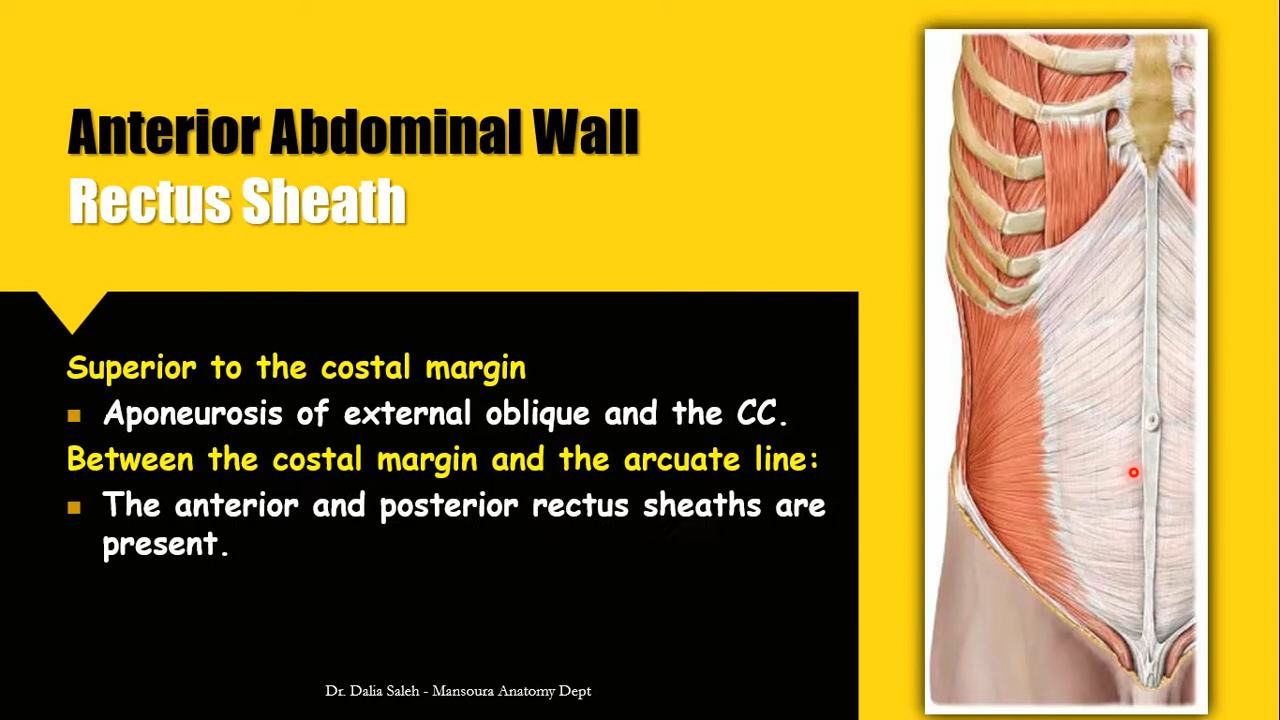 Anterior Abdominal Wall
Rectus Sheath
Superior to the costal margin
■ Aponeurosis of external oblique and the CC.
Between the costal margin and the arcuate line:
■ The anterior and posterior rectus sheaths are
present.
Dr. Dalia Saleh - Mansoura Anatomy Dept